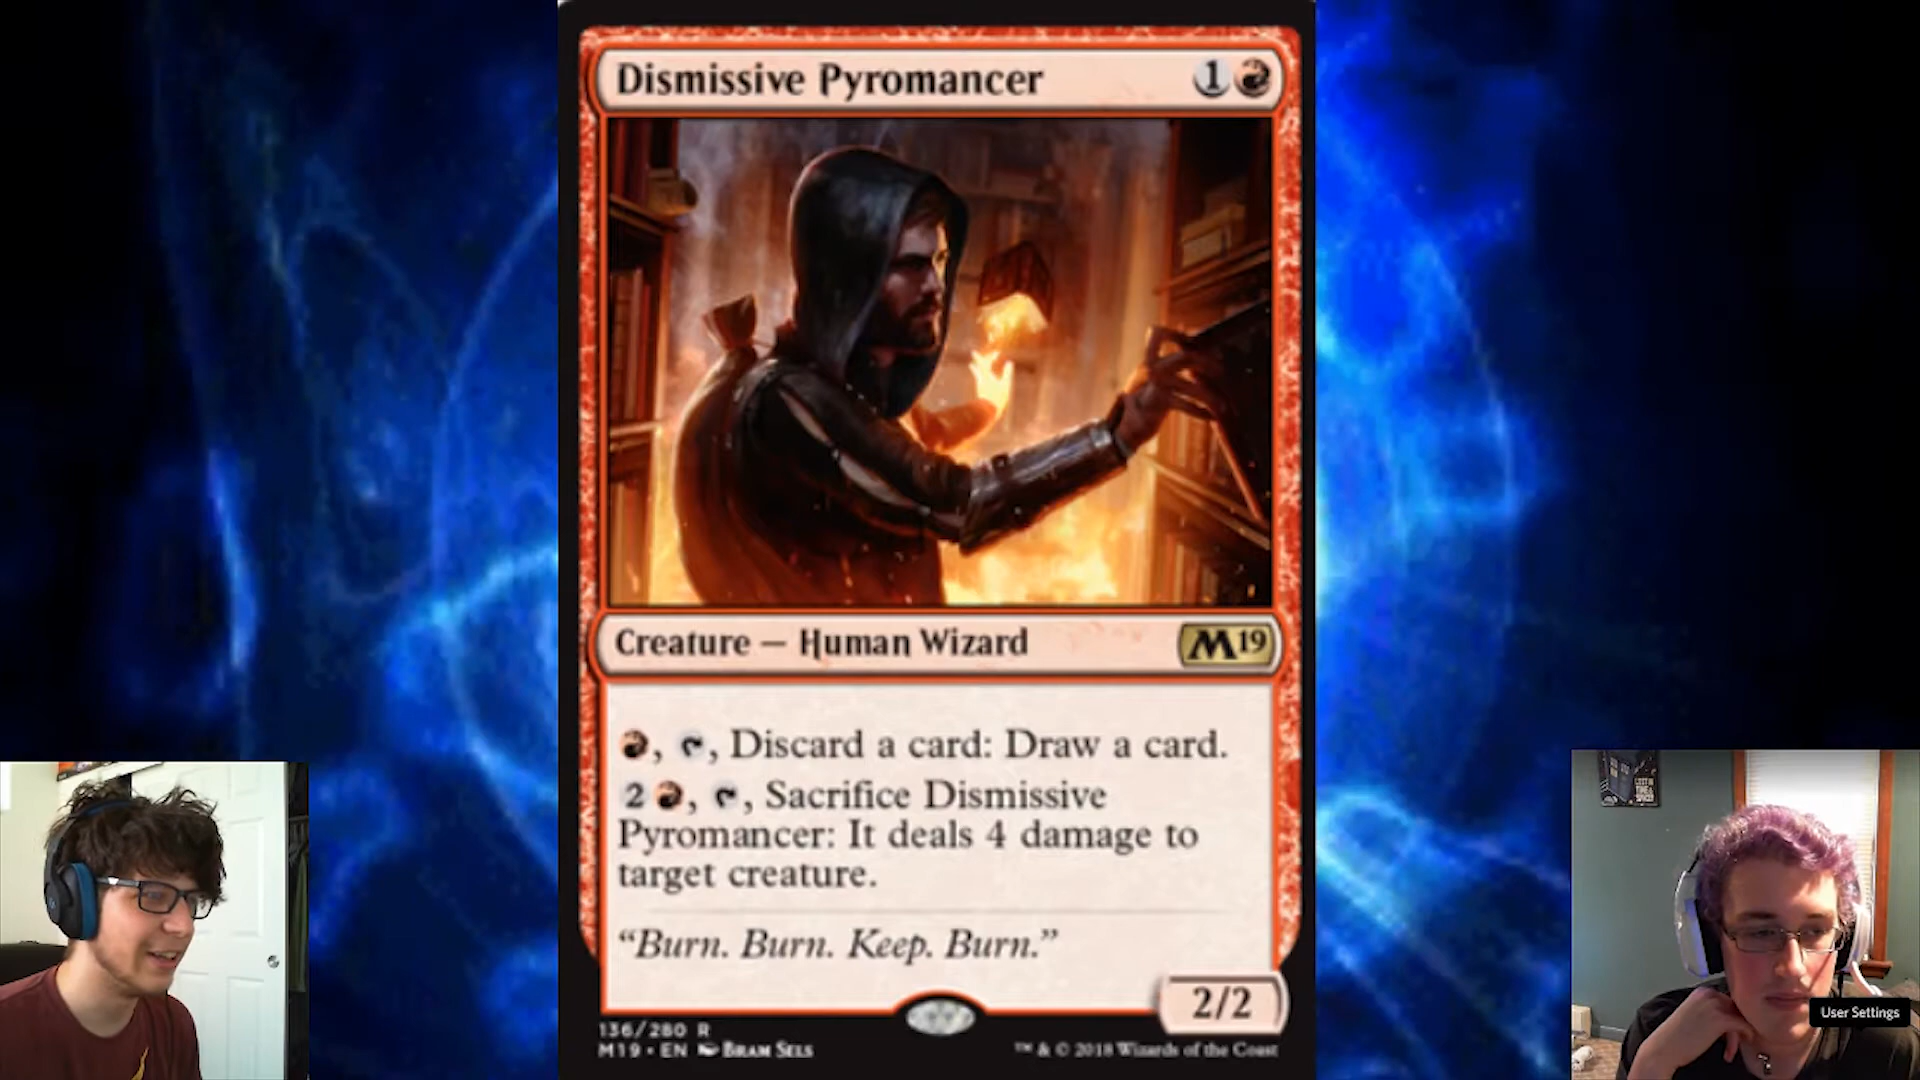 Dismissive Pyromancer 1
Creature — Human Wizard M19
, , Discard a card: Draw a card.
2 , , Sacrifice Dismissive
Pyromancer: It deals 4 damage to
target creature.
“Burn. Burn. Keep. Burn.”
2/2
136/280 R
M19 • EN Bram Sels
™ & © 2018 Wizards of the Coast
User Settings